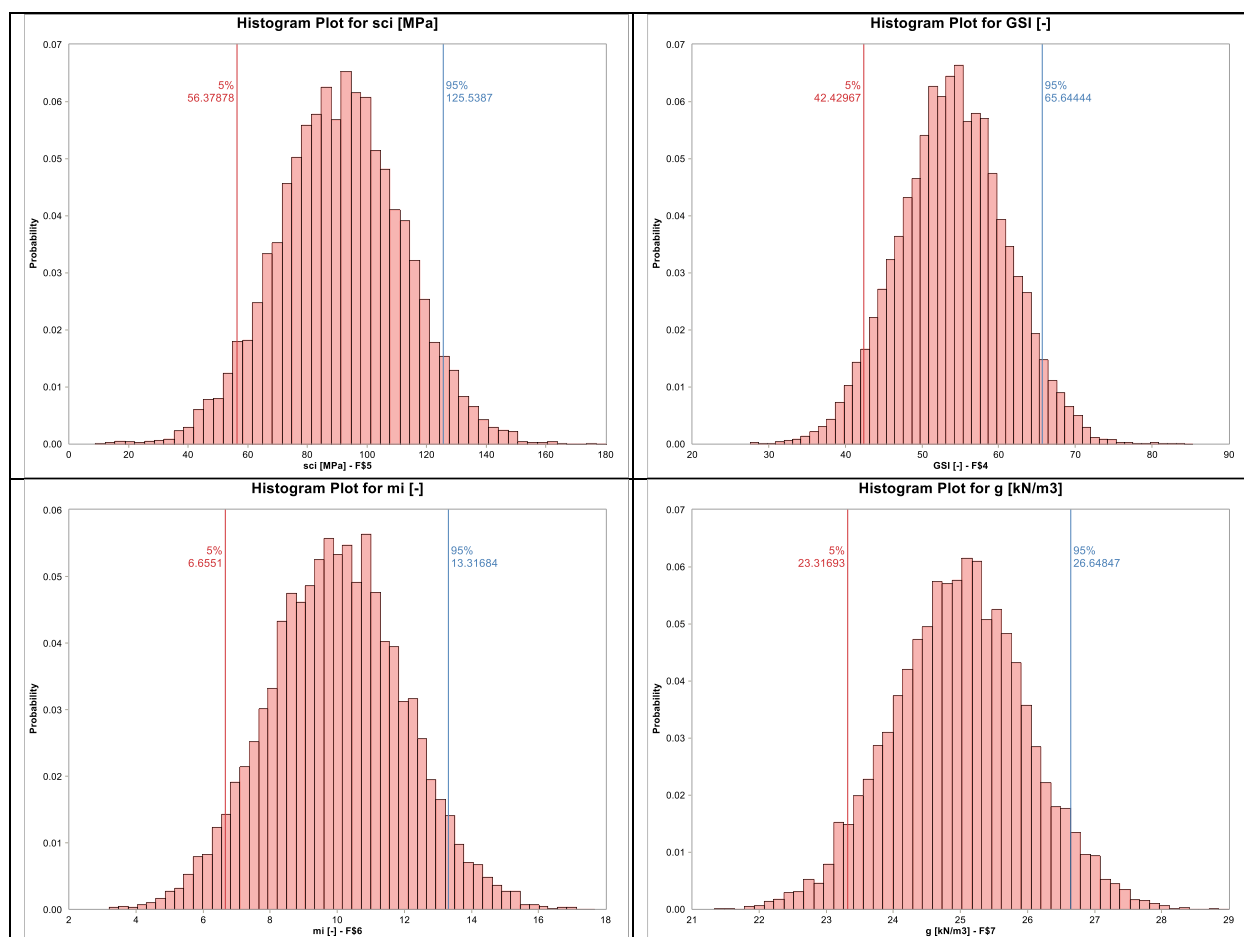 Histogram Plot for sci [MPa]
0.07
0.06
0.05
0.04
0.03
0.02
0.01
0.00
Probability
5%
56.37878
95%
125.5387
0 20 40 60 80 100 120 140 160 180
sci [MPa] - F$5
Histogram Plot for GSI [-]
0.07
0.06
0.05
0.04
0.03
0.02
0.01
0.00
Probability
5%
42.42967
95%
65.64444
20 30 40 50 60 70 80 90
GSI [-] - F$4
Histogram Plot for mi [-]
0.06
0.05
0.04
0.03
0.02
0.01
0.00
Probability
5%
6.6551
95%
13.31684
2 4 6 8 10 12 14 16 18
mi [-] - F$6
Histogram Plot for g [kN/m3]
0.07
0.06
0.05
0.04
0.03
0.02
0.01
0.00
Probability
5%
23.31693
95%
26.64847
21 22 23 24 25 26 27 28 29
g [kN/m3] - F$7